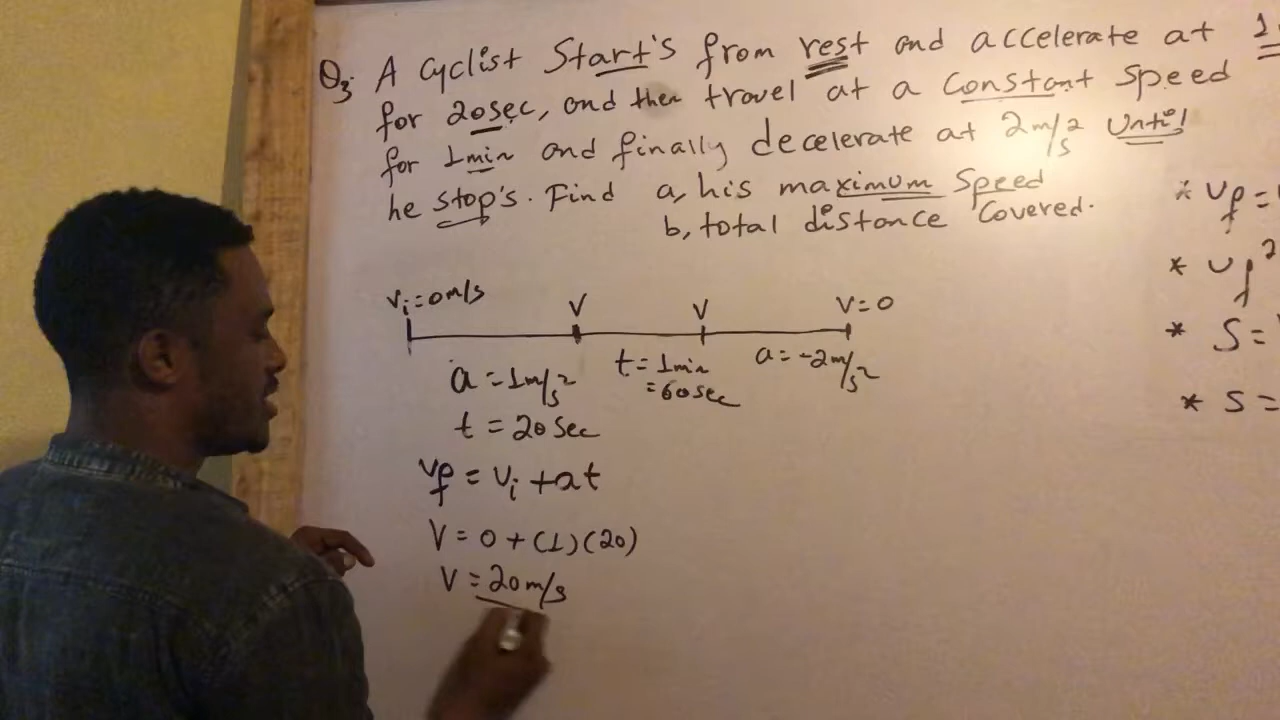 Q3. A cyclist Start's from rest and accelerate at 1
for 20sec, and then travel at a constant speed
for 1min and finally decelerate at 2m/s2 Until
he stop's. Find a, his maximum speed
b, total distance Covered.
* vf =
* vf2
* S =
* S =
Vi=0m/s V V V=0
a=1m/s2 t=1min a=-2m/s2
=60sec
t = 20Sec
vf = vi +at
V = 0 + (1)(20)
V = 20m/s